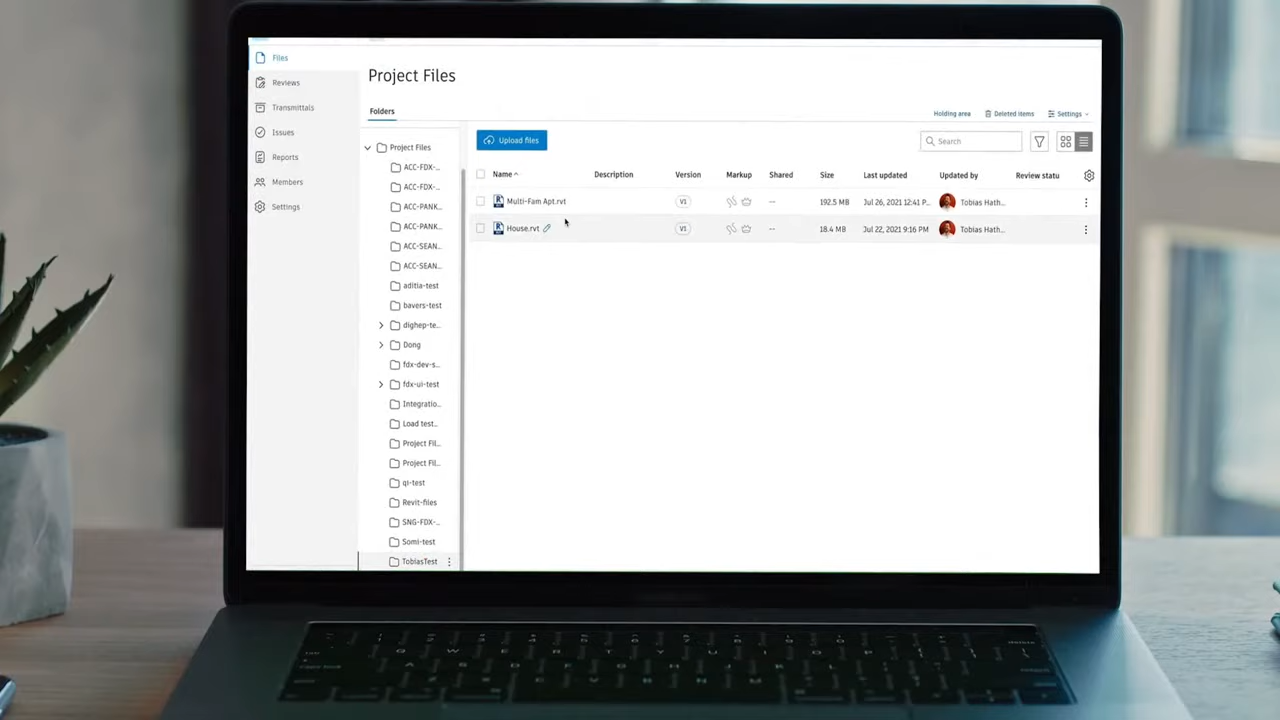 Files
Reviews
Transmittals
Issues
Reports
Members
Settings
Project Files
Folders
Holding area
Deleted items
Settings
Project Files
ACC-FDX-...
ACC-FDX-...
ACC-PANK...
ACC-PANK...
ACC-SEAN...
ACC-SEAN...
aditia-test
bavers-test
dighep-te...
Dong
fdx-dev-s...
fdx-ui-test
Integratio...
Load test...
Project Fil...
Project Fil...
qi-test
Revit-files
SNG-FDX-...
Somi-test
TobiasTest
Upload files
Search
Name Description Version Markup Shared Size Last updated Updated by Review statu
Multi-Fam Apt.rvt V1 -- 192.5 MB Jul 26, 2021 12:41 P... Tobias Hath...
House.rvt V1 -- 18.4 MB Jul 22, 2021 9:16 PM Tobias Hath...